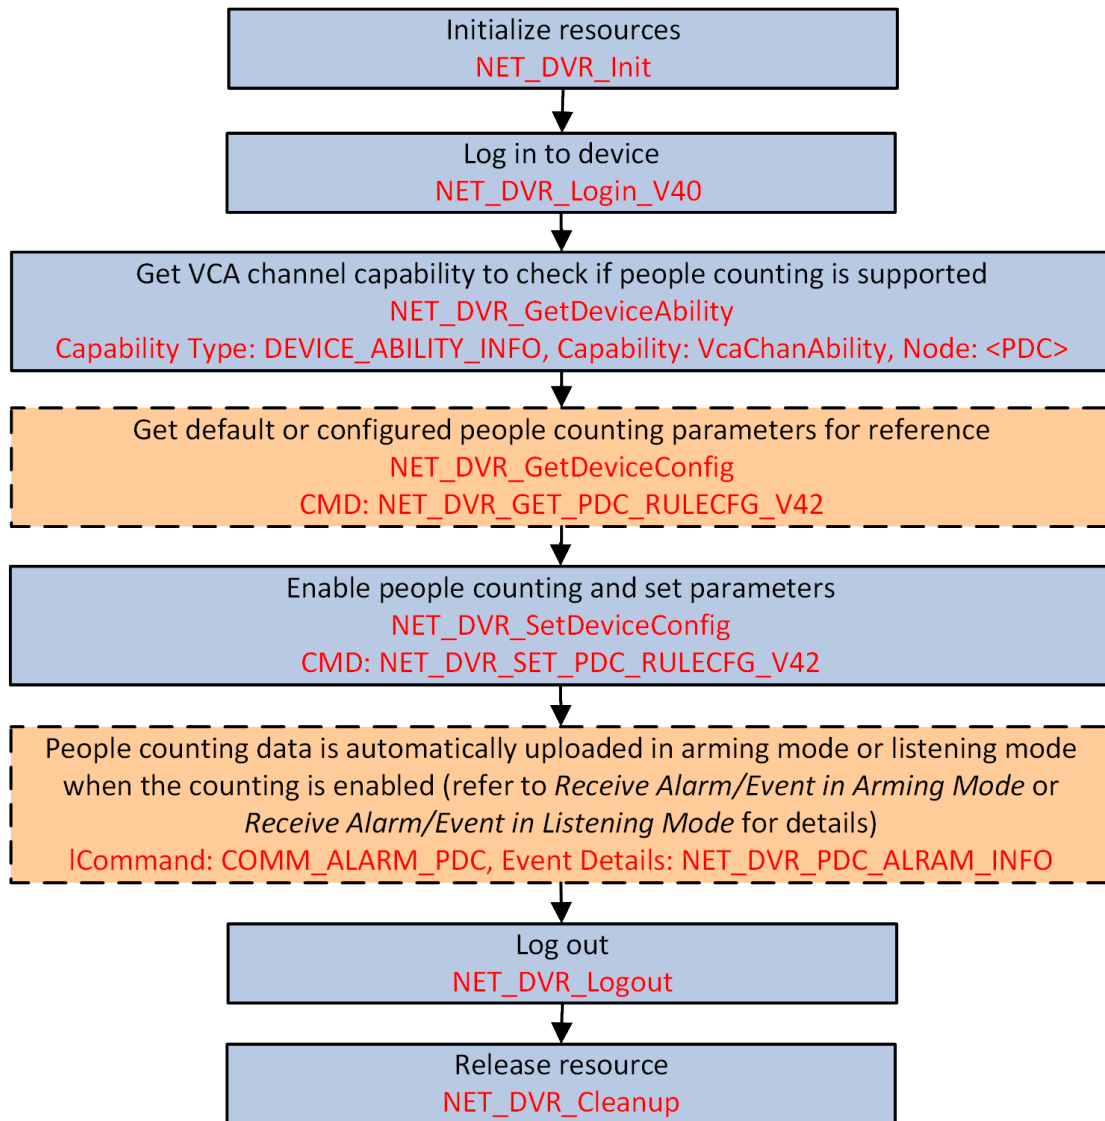 Initialize resources
NET_DVR_Init
Log in to device
NET_DVR_Login_V40
Get VCA channel capability to check if people counting is supported
NET_DVR_GetDeviceAbility
Capability Type: DEVICE_ABILITY_INFO, Capability: VcaChanAbility, Node: <PDC>
Get default or configured people counting parameters for reference
NET_DVR_GetDeviceConfig
CMD: NET_DVR_GET_PDC_RULECFG_V42
Enable people counting and set parameters
NET_DVR_SetDeviceConfig
CMD: NET_DVR_SET_PDC_RULECFG_V42
People counting data is automatically uploaded in arming mode or listening mode
when the counting is enabled (refer to Receive Alarm/Event in Arming Mode or
Receive Alarm/Event in Listening Mode for details)
lCommand: COMM_ALARM_PDC, Event Details: NET_DVR_PDC_ALRAM_INFO
Log out
NET_DVR_Logout
Release resource
NET_DVR_Cleanup